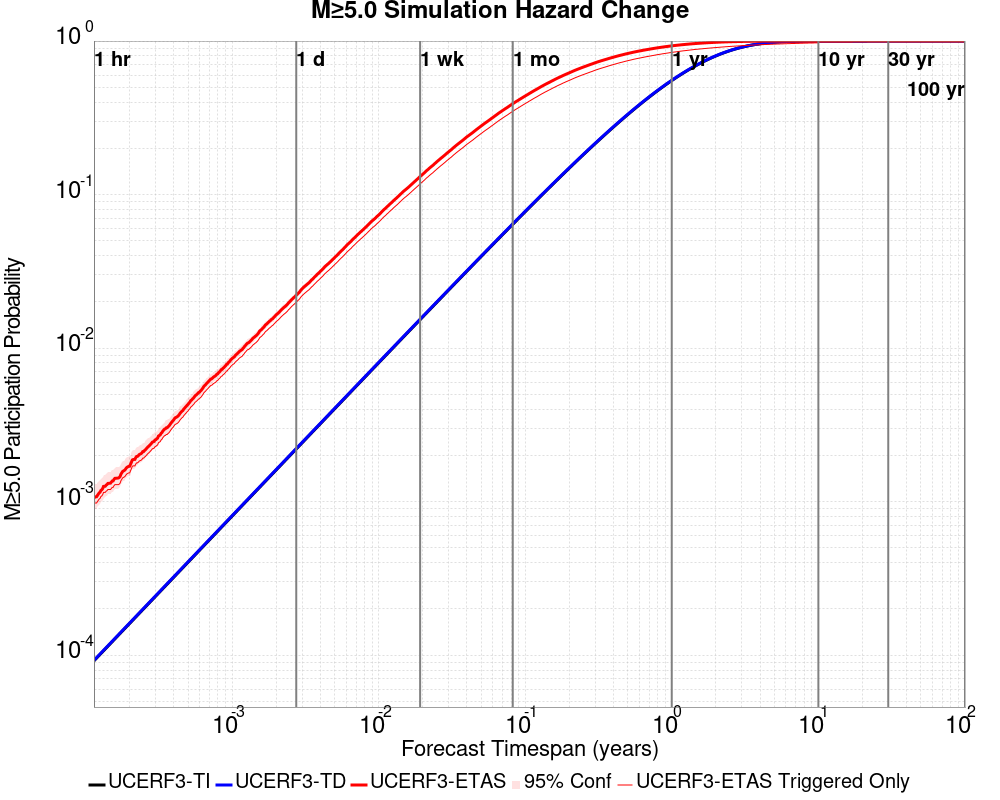 M≥5.0 Simulation Hazard Change
M≥5.0 Participation Probability
10^0
10^-1
10^-2
10^-3
10^-4
1 hr
1 d
1 wk
1 mo
1 yr
10 yr
30 yr
100 yr
10^-3
10^-2
10^-1
10^0
10^1
10^2
Forecast Timespan (years)
UCERF3-TI UCERF3-TD UCERF3-ETAS 95% Conf UCERF3-ETAS Triggered Only